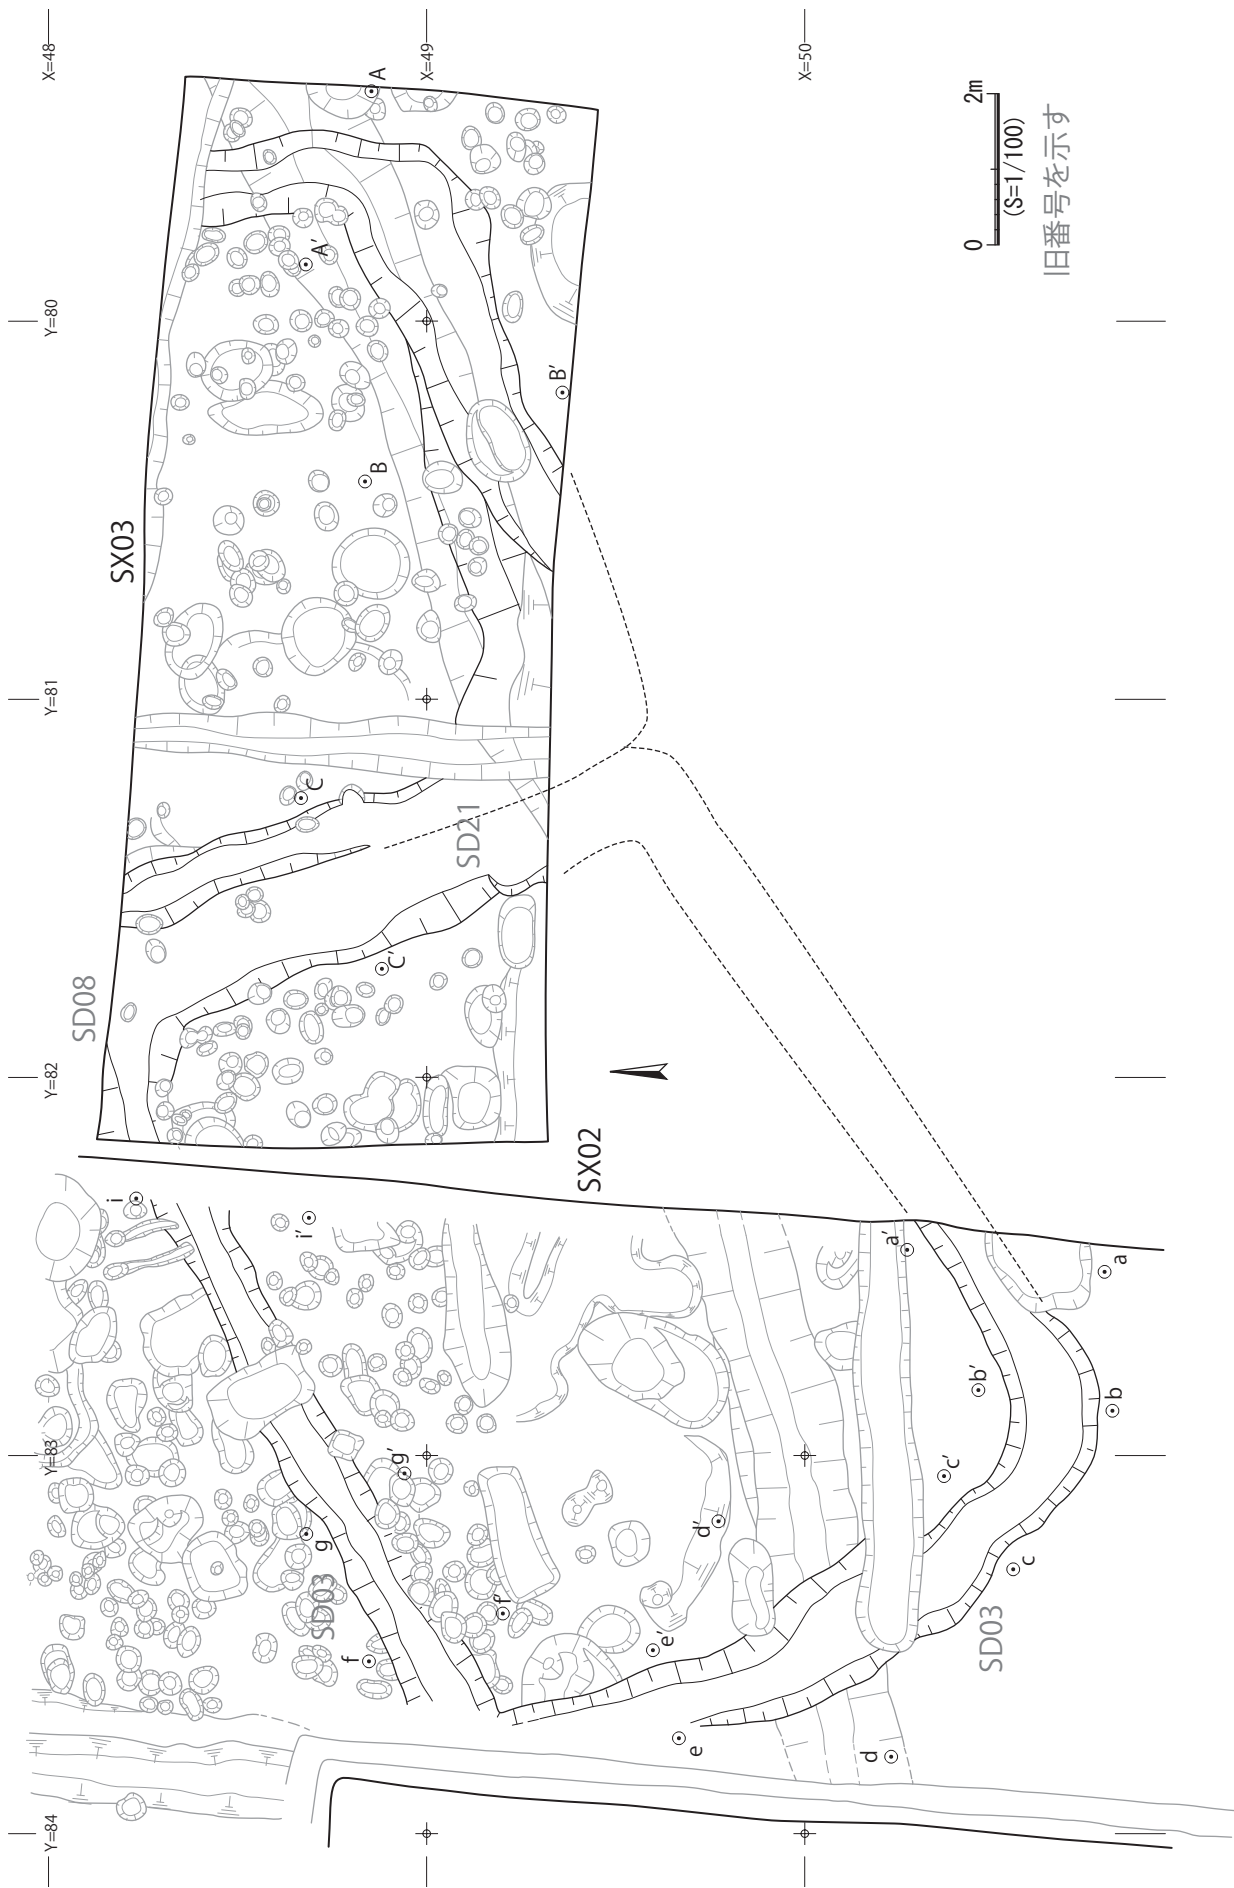 X=48
X=49
X=50
A
2m
(S=1/100)
0
旧番号を示す
A'
Y=80
B'
B
SX03
Y=81
C
SD21
C'
SD08
Y=82
SX02
i
i'
a'
a
b'
b
Y=83
g'
c'
g
d'
c
SD03
f'
f
e'
SD03
e
d
Y=84